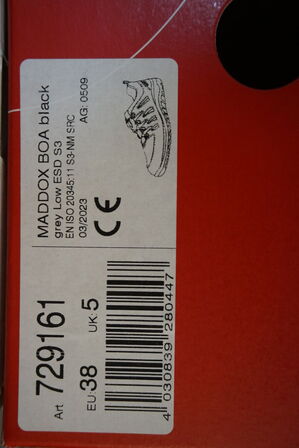 MADDOX BOA black
grey Low ESD S3
EN ISO 20345:11 S3-NM SRC
03/2023 AG: 0509
CE
Art 729161
EU: 38 UK: 5
4 030839 280447